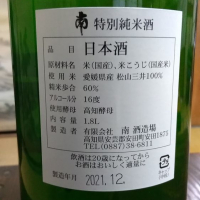 南 特別純米酒
品目 日本酒
原材料名 米(国産)、米こうじ(国産米)
使用米 愛媛県産 松山三井100%
精米歩合 60%
アルコール分 16度
使用酵母 高知酵母
内容量 1.8L
製造者 有限会社 南酒造場
高知県安芸郡安田町安田1875
TEL(0887)38-6811
飲酒は20歳になってから
お酒はおいしく適量に
製造年月 2021.12.